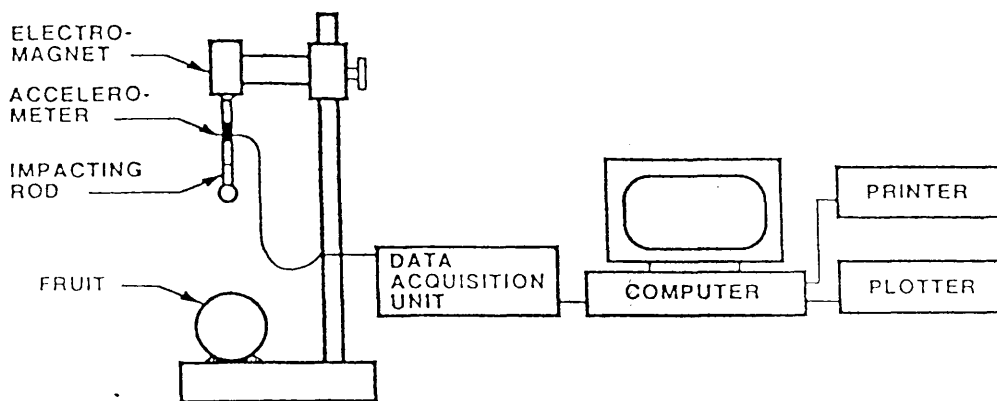 ELECTRO-
MAGNET
ACCELERO-
METER
IMPACTING
ROD
FRUIT
DATA
ACQUISITION
UNIT
COMPUTER
PRINTER
PLOTTER